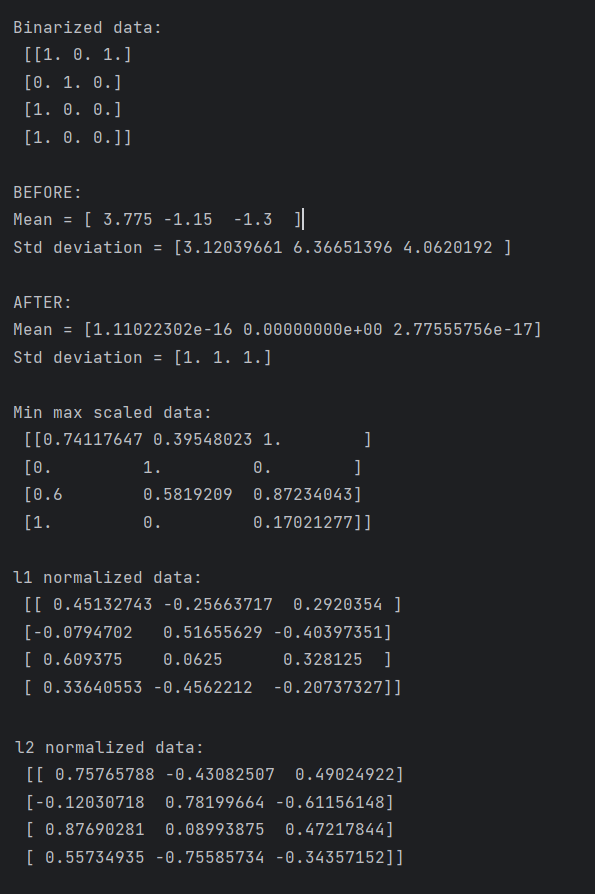 Binarized data:
 [[1. 0. 1.]
 [0. 1. 0.]
 [1. 0. 0.]
 [1. 0. 0.]]
BEFORE:
Mean = [ 3.775 -1.15  -1.3  ]
Std deviation = [3.12039661 6.36651396 4.0620192 ]
AFTER:
Mean = [1.11022302e-16 0.00000000e+00 2.77555756e-17]
Std deviation = [1. 1. 1.]
Min max scaled data:
 [[0.74117647 0.39548023 1.        ]
 [0.         1.         0.        ]
 [0.6        0.5819209  0.87234043]
 [1.         0.         0.17021277]]
l1 normalized data:
 [[ 0.45132743 -0.25663717  0.2920354 ]
 [-0.0794702   0.51655629 -0.40397351]
 [ 0.609375    0.0625      0.328125  ]
 [ 0.33640553 -0.4562212  -0.20737327]]
l2 normalized data:
 [[ 0.75765788 -0.43082507  0.49024922]
 [-0.12030718  0.78199664 -0.61156148]
 [ 0.87690281  0.08993875  0.47217844]
 [ 0.55734935 -0.75585734 -0.34357152]]